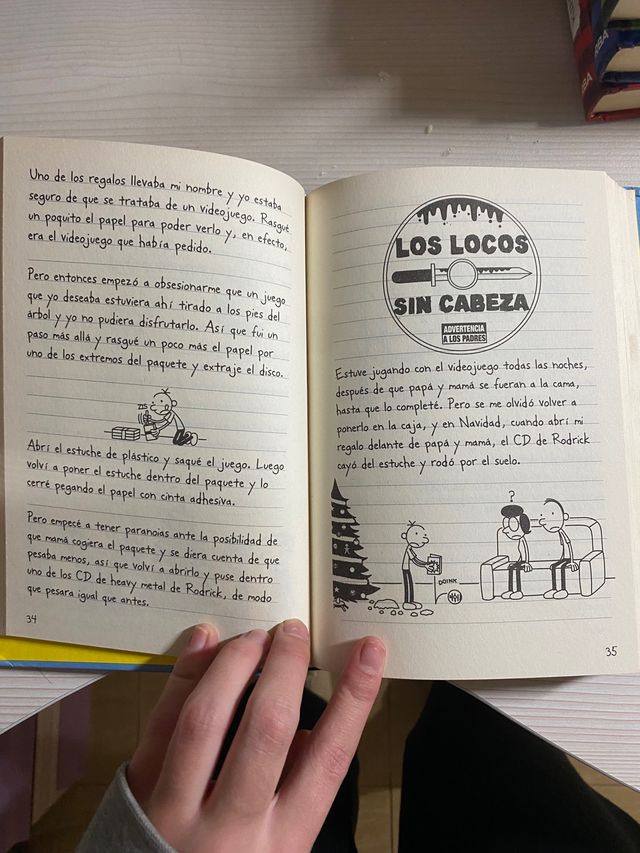 Uno de los regalos llevaba mi nombre y yo estaba
seguro de que se trataba de un videojuego. Rasgué
un poquito el papel para poder verlo y, en efecto,
era el videojuego que había pedido.
Pero entonces empezó a obsesionarme que un juego
que yo deseaba estuviera ahí tirado a los pies del
árbol y yo no pudiera disfrutarlo. Así que fui un
paso más allá y rasgué un poco más el papel por
uno de los extremos del paquete y extraje el disco.
ZIS
Abrí el estuche de plástico y saqué el juego. Luego
volví a poner el estuche dentro del paquete y lo
cerré pegando el papel con cinta adhesiva.
Pero empecé a tener paranoias ante la posibilidad de
que mamá cogiera el paquete y se diera cuenta de que
pesaba menos, así que volví a abrirlo y puse dentro
uno de los CD de heavy metal de Rodrick, de modo
que pesara igual que antes.
34
LOS LOCOS
SIN CABEZA
ADVERTENCIA
A LOS PADRES
Estuve jugando con el videojuego todas las noches,
después de que papá y mamá se fueran a la cama,
hasta que lo completé. Pero se me olvidó volver a
ponerlo en la caja, y en Navidad, cuando abrí mi
regalo delante de papá y mamá, el CD de Rodrick
cayó del estuche y rodó por el suelo.
?
DOINK
35
RBA
RBA